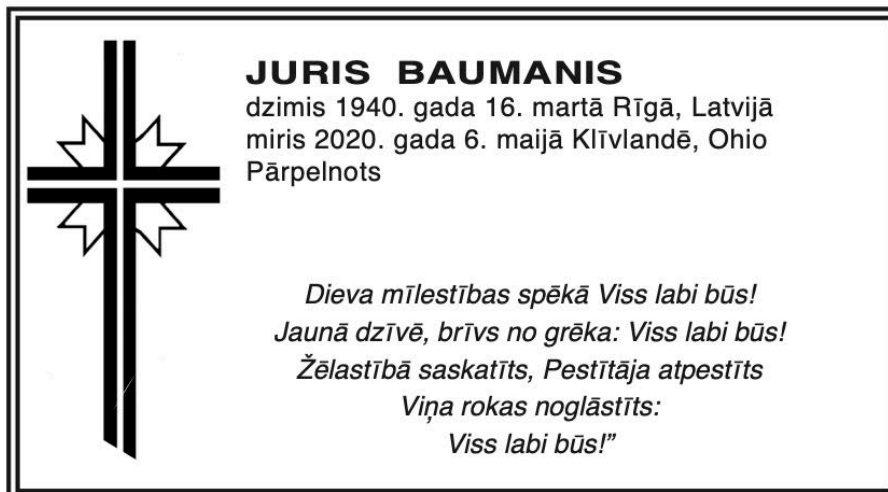 JURIS BAUMANIS
dzimis 1940. gada 16. martā Rīgā, Latvijā
miris 2020. gada 6. maijā Klīvlandē, Ohio
Pārpelnots
Dieva mīlestības spēkā Viss labi būs!
Jaunā dzīvē, brīvs no grēka: Viss labi būs!
Žēlastībā saskatīts, Pestītāja atpestīts
Viņa rokas noglāstīts:
Viss labi būs!”